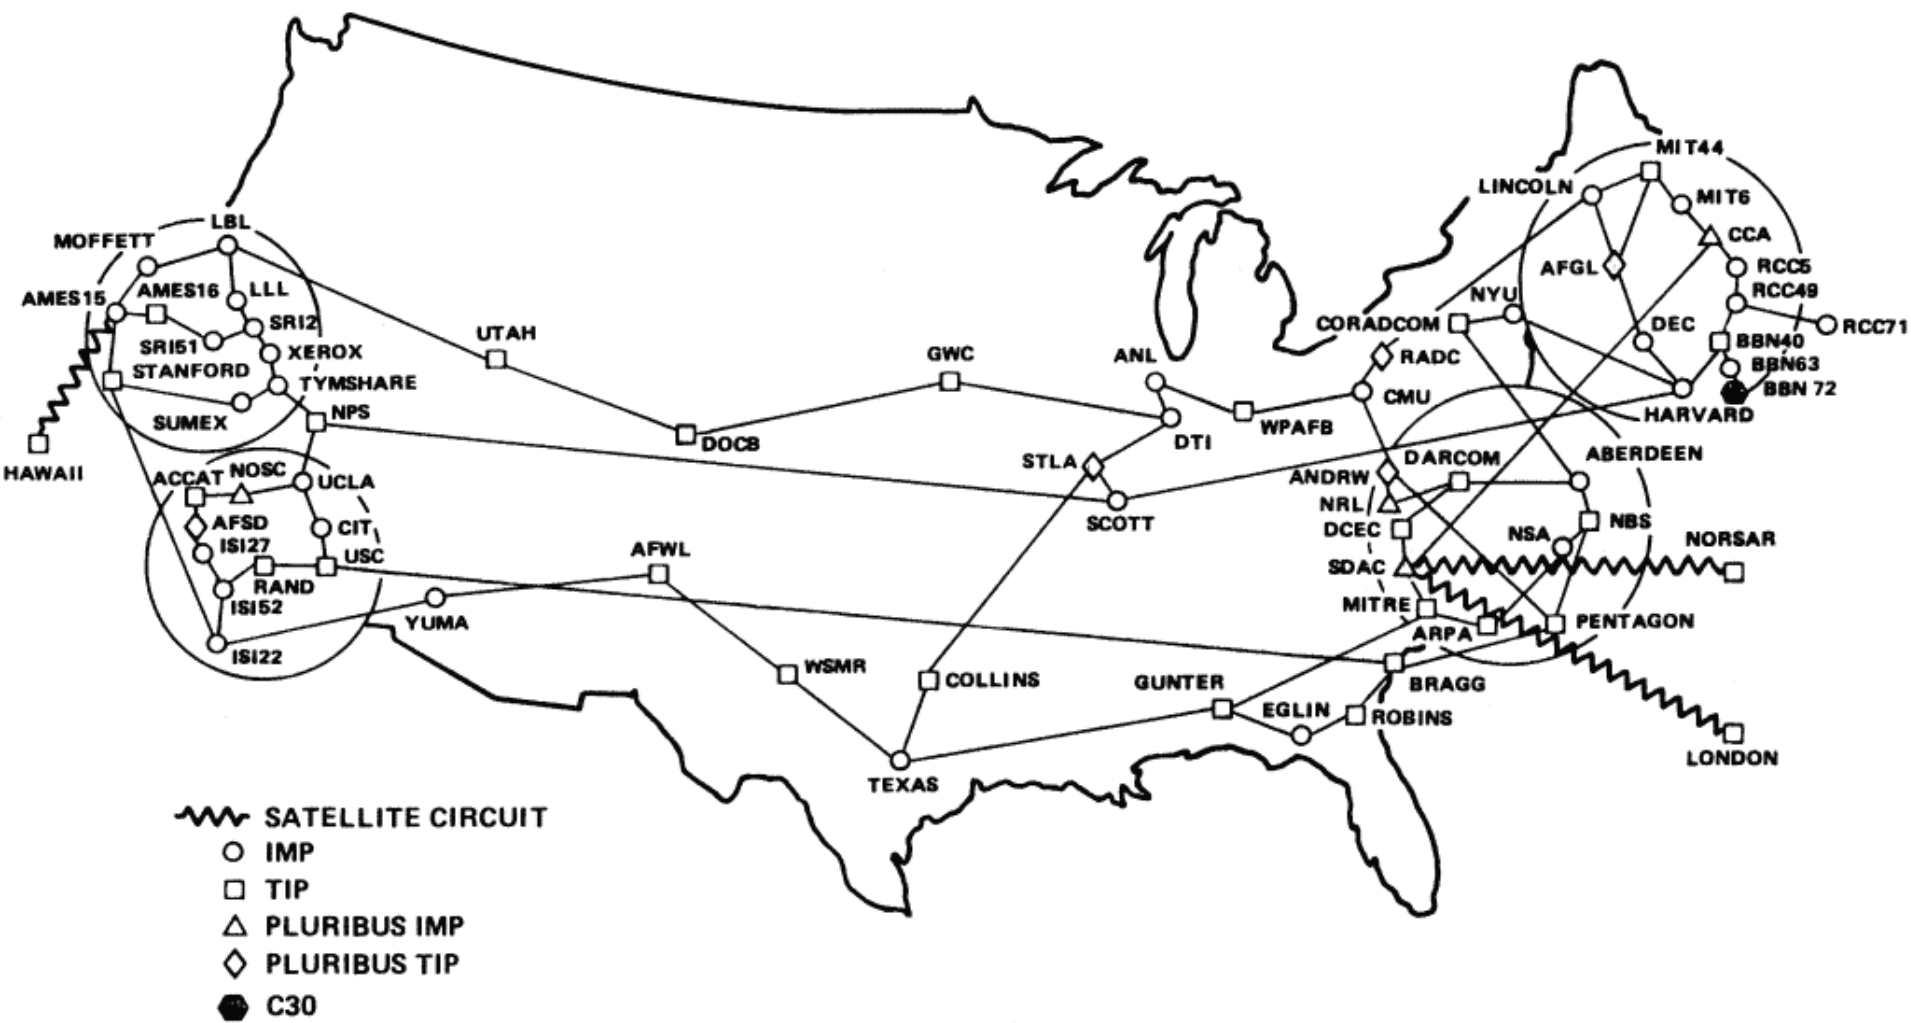 MIT44
LINCOLN
MIT6
LBL
CCA
MOFFETT
AFGL
RCC5
AMES15
AMES16
LLL
NYU
RCC49
SRI2
CORADCOM
DEC
RCC71
UTAH
SRI51
XEROX
GWC
ANL
RADC
BBN40
STANFORD
BBN63
TYMSHARE
CMU
BBN 72
SUMEX
NPS
HARVARD
WPAFB
DOCB
DTI
HAWAII
ACCAT
NOSC
UCLA
STLA
DARCOM
ABERDEEN
ANDRW
NRL
AFSD
CIT
SCOTT
DCEC
NSA
NBS
ISI27
USC
AFWL
NORSAR
SDAC
RAND
ISI52
MITRE
YUMA
ARPA
PENTAGON
ISI22
WSMR
COLLINS
GUNTER
BRAGG
EGLIN
ROBINS
LONDON
TEXAS
SATELLITE CIRCUIT
IMP
TIP
PLURIBUS IMP
PLURIBUS TIP
C30